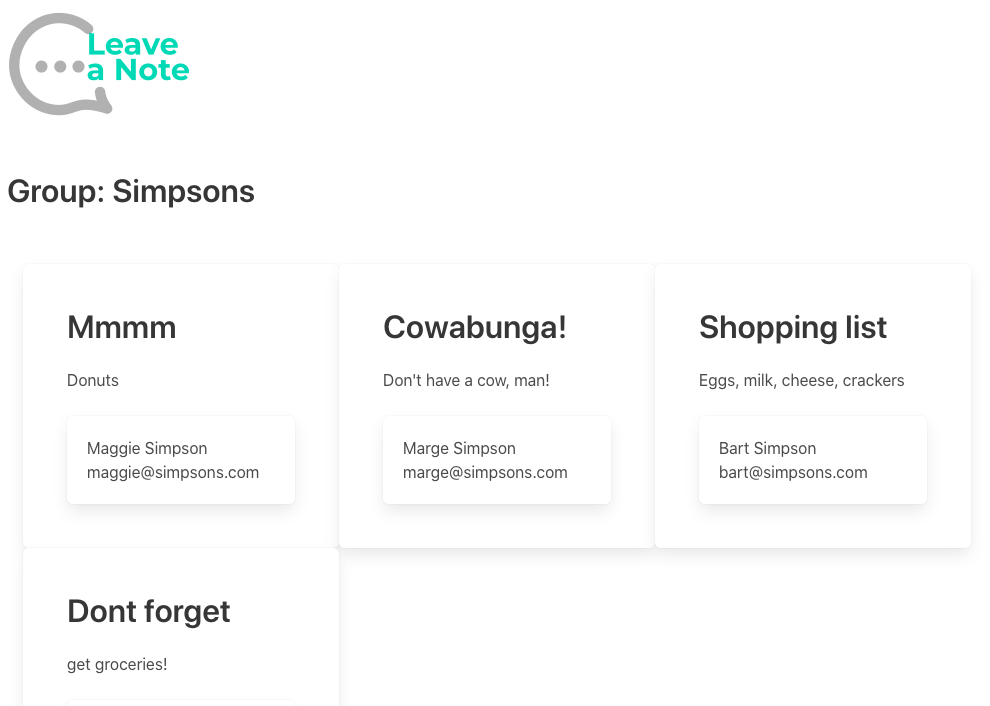 Leave
a Note
Group: Simpsons
Mmmm
Donuts
Maggie Simpson
maggie@simpsons.com
Cowabunga!
Don't have a cow, man!
Marge Simpson
marge@simpsons.com
Shopping list
Eggs, milk, cheese, crackers
Bart Simpson
bart@simpsons.com
Dont forget
get groceries!